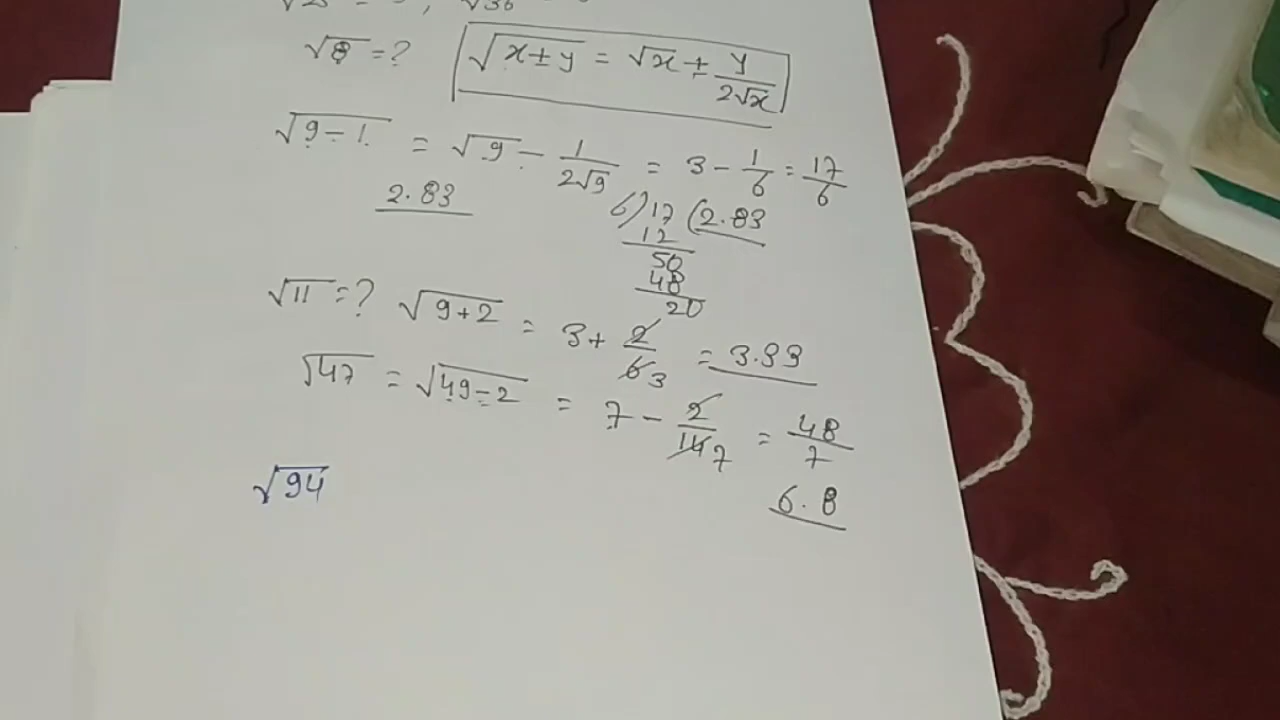 √8 = ? √x±y = √x ± y/2√x
√9-1 = √9 - 1/2√9 = 3 - 1/6 = 17/6
2.83 6)17(2.83
12
50
48
20
√11 = ? √9+2 = 3 + 2/6 3 = 3.33
√47 = √49-2 = 7 - 2/14 7 = 48/7
√94 6.8